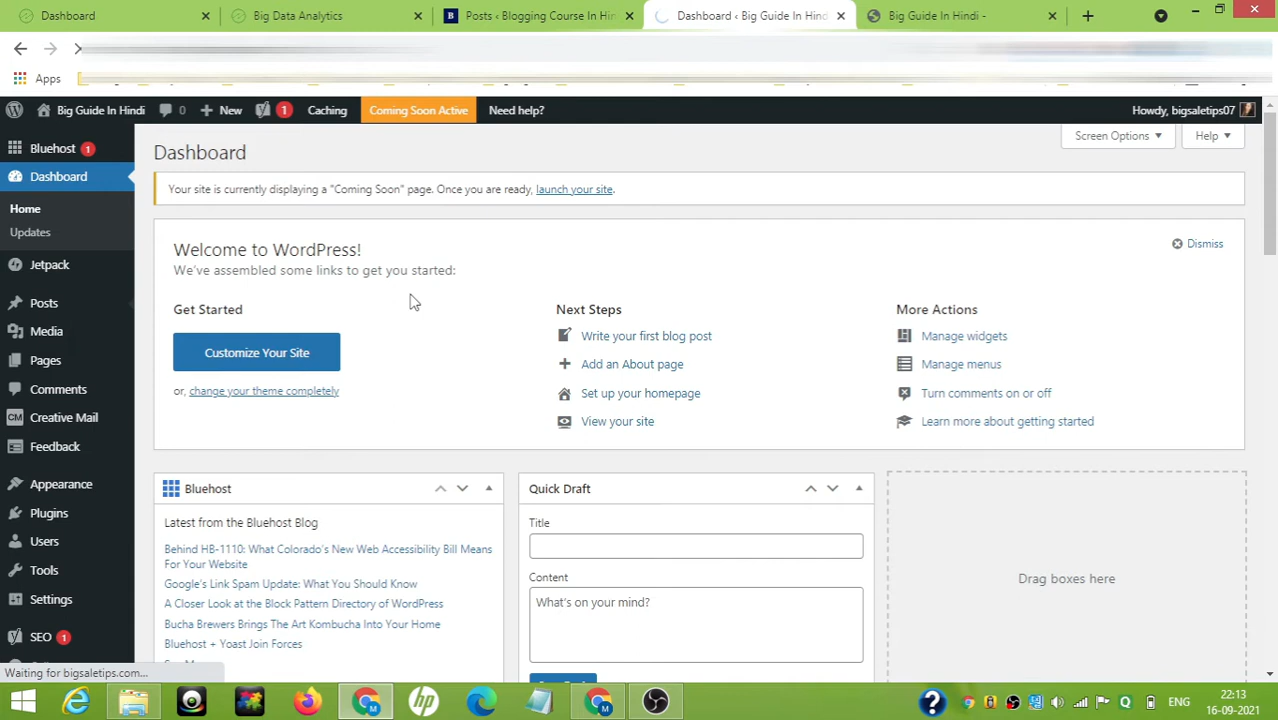 Dashboard
Big Data Analytics
Posts ‹ Blogging Course In Hin
Dashboard ‹ Big Guide In Hindi
Big Guide In Hindi -
Apps
Big Guide In Hindi
0
New
1
Caching
Coming Soon Active
Need help?
Howdy, bigsaletips07
Bluehost 1
Dashboard
Home
Updates
Jetpack
Posts
Media
Pages
Comments
CM Creative Mail
Feedback
Appearance
Plugins
Users
Tools
Settings
SEO 1
Screen Options
Help
Dashboard
Your site is currently displaying a "Coming Soon" page. Once you are ready, launch your site.
Welcome to WordPress!
We've assembled some links to get you started:
Dismiss
Get Started
Customize Your Site
or, change your theme completely
Next Steps
Write your first blog post
Add an About page
Set up your homepage
View your site
More Actions
Manage widgets
Manage menus
Turn comments on or off
Learn more about getting started
Bluehost
Latest from the Bluehost Blog
Behind HB-1110: What Colorado's New Web Accessibility Bill Means
For Your Website
Google's Link Spam Update: What You Should Know
A Closer Look at the Block Pattern Directory of WordPress
Bucha Brewers Brings The Art Kombucha Into Your Home
Bluehost + Yoast Join Forces
Quick Draft
Title
Content
What's on your mind?
Drag boxes here
Waiting for bigsaletips.com...
ENG
22:13
16-09-2021